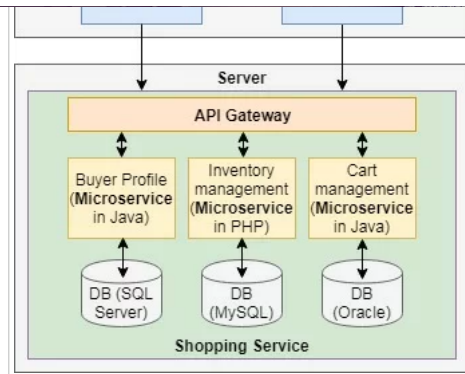 Server
API Gateway
Buyer Profile
(Microservice
in Java)
Inventory
management
(Microservice
in PHP)
Cart
management
(Microservice
in Java)
DB (SQL
Server)
DB
(MySQL)
DB
(Oracle)
Shopping Service